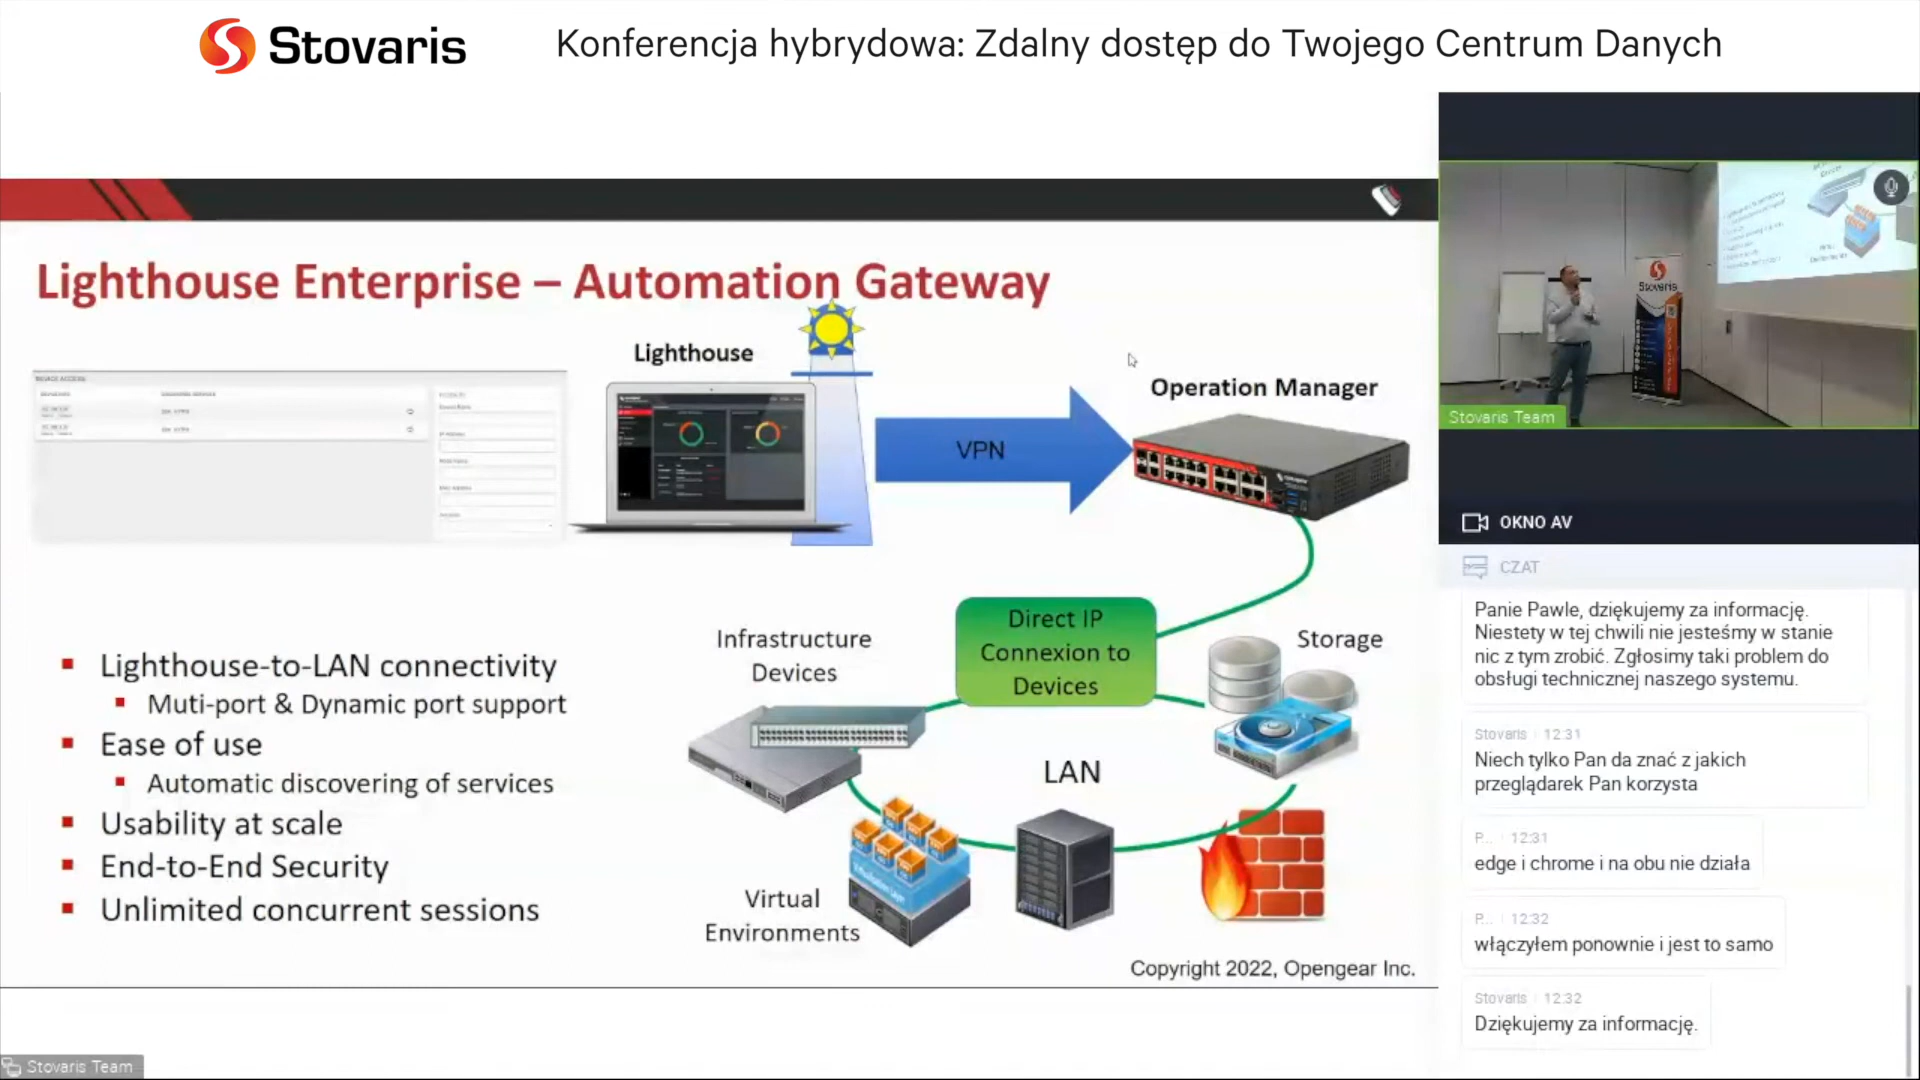 Stovaris
Konferencja hybrydowa: Zdalny dostęp do Twojego Centrum Danych
Lighthouse Enterprise – Automation Gateway
Lighthouse
Operation Manager
VPN
Direct IP
Connexion to
Devices
Infrastructure
Devices
Storage
LAN
Virtual
Environments
Lighthouse-to-LAN connectivity
Muti-port & Dynamic port support
Ease of use
Automatic discovering of services
Usability at scale
End-to-End Security
Unlimited concurrent sessions
Copyright 2022, Opengear Inc.
Stovaris Team
Stovaris
Stovaris Team
OKNO AV
CZAT
Panie Pawle, dziękujemy za informację.
Niestety w tej chwili nie jesteśmy w stanie
nic z tym zrobić. Zgłosimy taki problem do
obsługi technicznej naszego systemu.
Stovaris 12:31
Niech tylko Pan da znać z jakich
przeglądarek Pan korzysta
P... 12:31
edge i chrome i na obu nie działa
P... 12:32
włączyłem ponownie i jest to samo
Stovaris 12:32
Dziękujemy za informację.